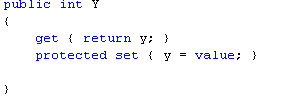 public int Y
{
get { return y; }
protected set { y = value; }
}